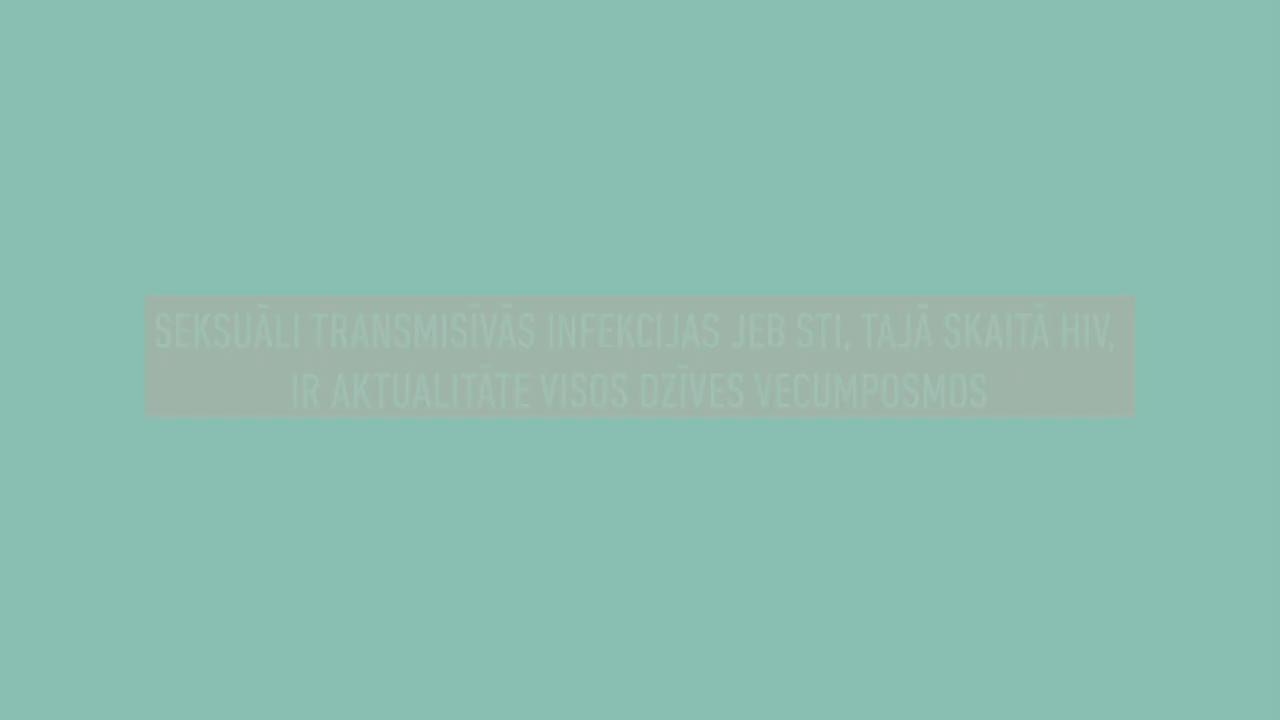 SEKSUĀLI TRANSMISĪVĀS INFEKCIJAS JEB STI, TAJĀ SKAITĀ HIV,
IR AKTUALITĀTE VISOS DZĪVES VECUMPOSMOS